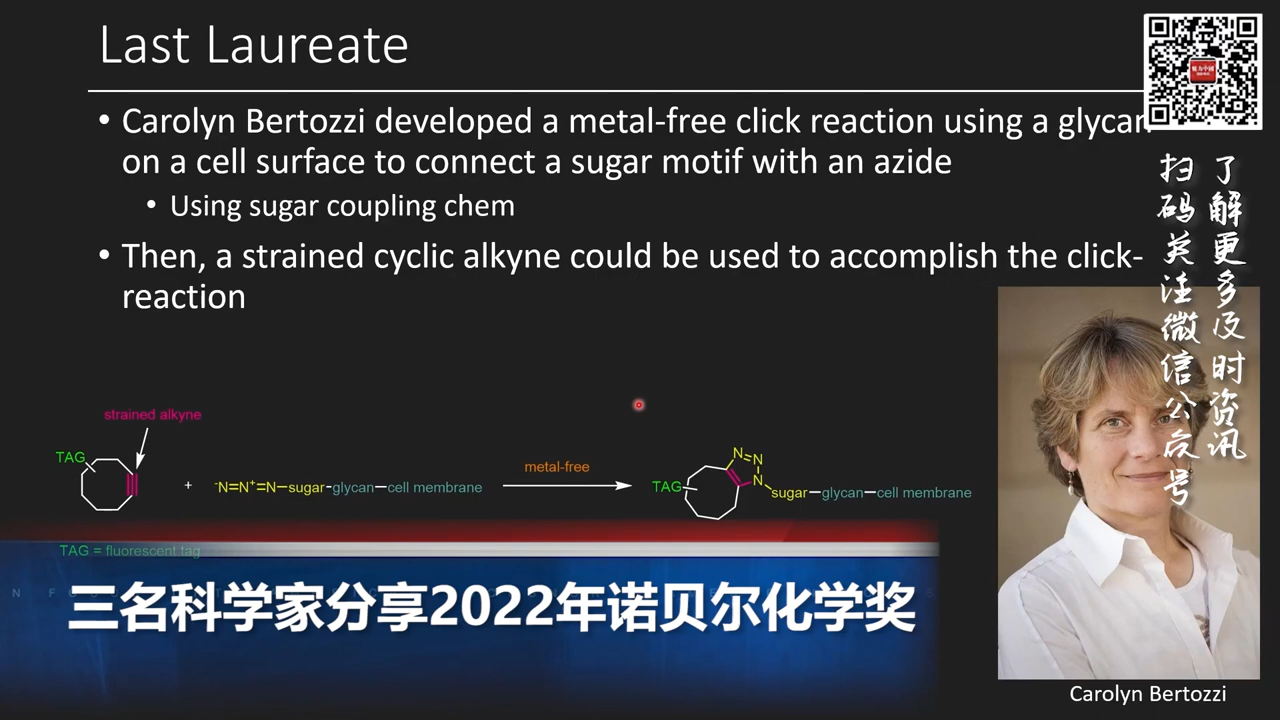 Last Laureate
• Carolyn Bertozzi developed a metal-free click reaction using a glycan
on a cell surface to connect a sugar motif with an azide
• Using sugar coupling chem
• Then, a strained cyclic alkyne could be used to accomplish the click-
reaction
了解更多及时资讯
扫码关注微信公众号
strained alkyne
TAG
+
-N=N+=N-sugar-glycan-cell membrane
metal-free
TAG
N=N
N
sugar-glycan-cell membrane
TAG = fluorescent tag
三名科学家分享2022年诺贝尔化学奖
Carolyn Bertozzi